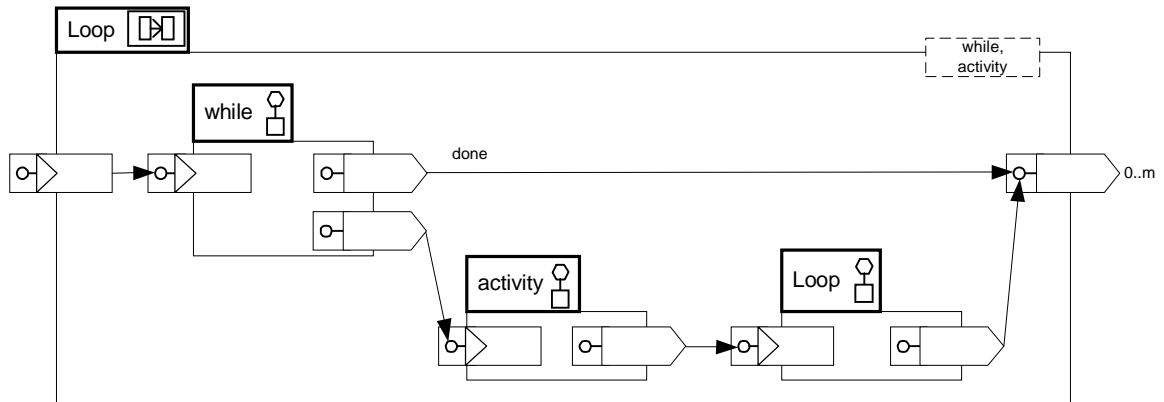 Loop
while,
activity
while
done
0..m
activity
Loop